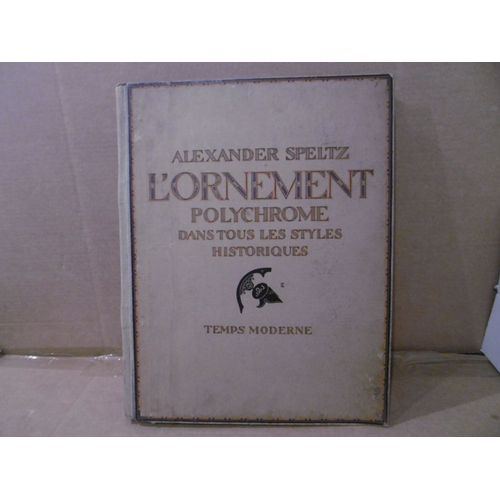 ALEXANDER SPELTZ
L'ORNEMENT
POLYCHROME
DANS TOUS LES STYLES
HISTORIQUES
TEMPS MODERNE